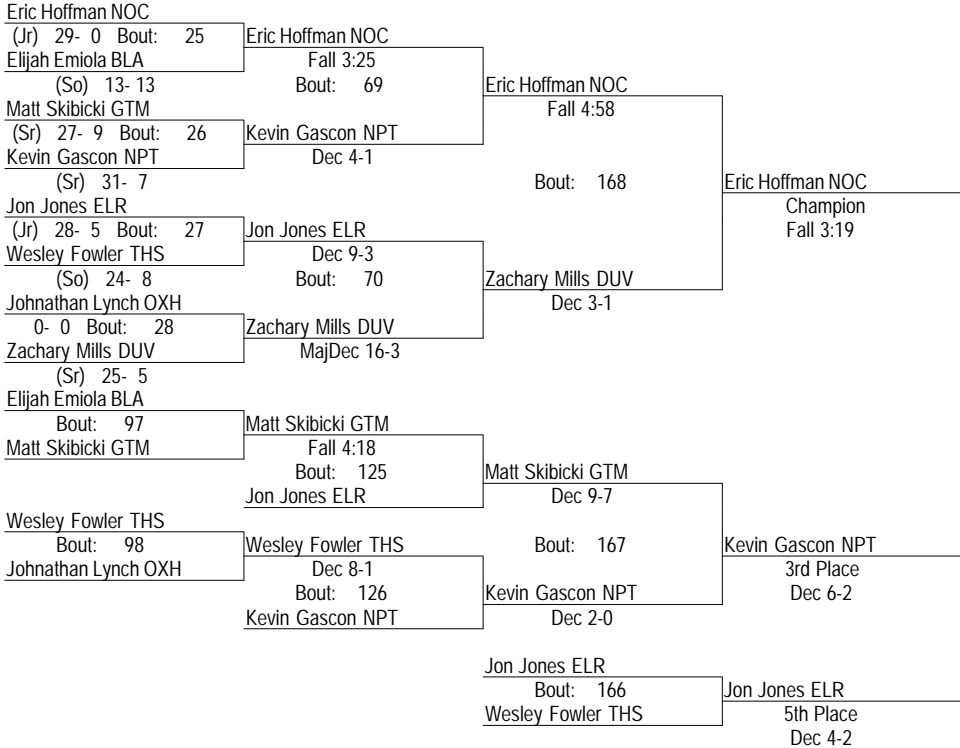 Eric Hoffman NOC
(Jr) 29- 0 Bout: 25 Eric Hoffman NOC
Elijah Emiola BLA Fall 3:25
(So) 13- 13 Bout: 69 Eric Hoffman NOC
Matt Skibicki GTM Fall 4:58
(Sr) 27- 9 Bout: 26 Kevin Gascon NPT
Kevin Gascon NPT Dec 4-1
(Sr) 31- 7 Bout: 168 Eric Hoffman NOC
Jon Jones ELR Champion
(Jr) 28- 5 Bout: 27 Jon Jones ELR Fall 3:19
Wesley Fowler THS Dec 9-3
(So) 24- 8 Bout: 70 Zachary Mills DUV
Johnathan Lynch OXH Dec 3-1
0- 0 Bout: 28 Zachary Mills DUV
Zachary Mills DUV MajDec 16-3
(Sr) 25- 5
Elijah Emiola BLA
Bout: 97 Matt Skibicki GTM
Matt Skibicki GTM Fall 4:18
Bout: 125 Matt Skibicki GTM
Jon Jones ELR Dec 9-7
Wesley Fowler THS
Bout: 98 Wesley Fowler THS Bout: 167 Kevin Gascon NPT
Johnathan Lynch OXH Dec 8-1 3rd Place
Bout: 126 Kevin Gascon NPT Dec 6-2
Kevin Gascon NPT Dec 2-0
Jon Jones ELR
Bout: 166 Jon Jones ELR
Wesley Fowler THS 5th Place
Dec 4-2